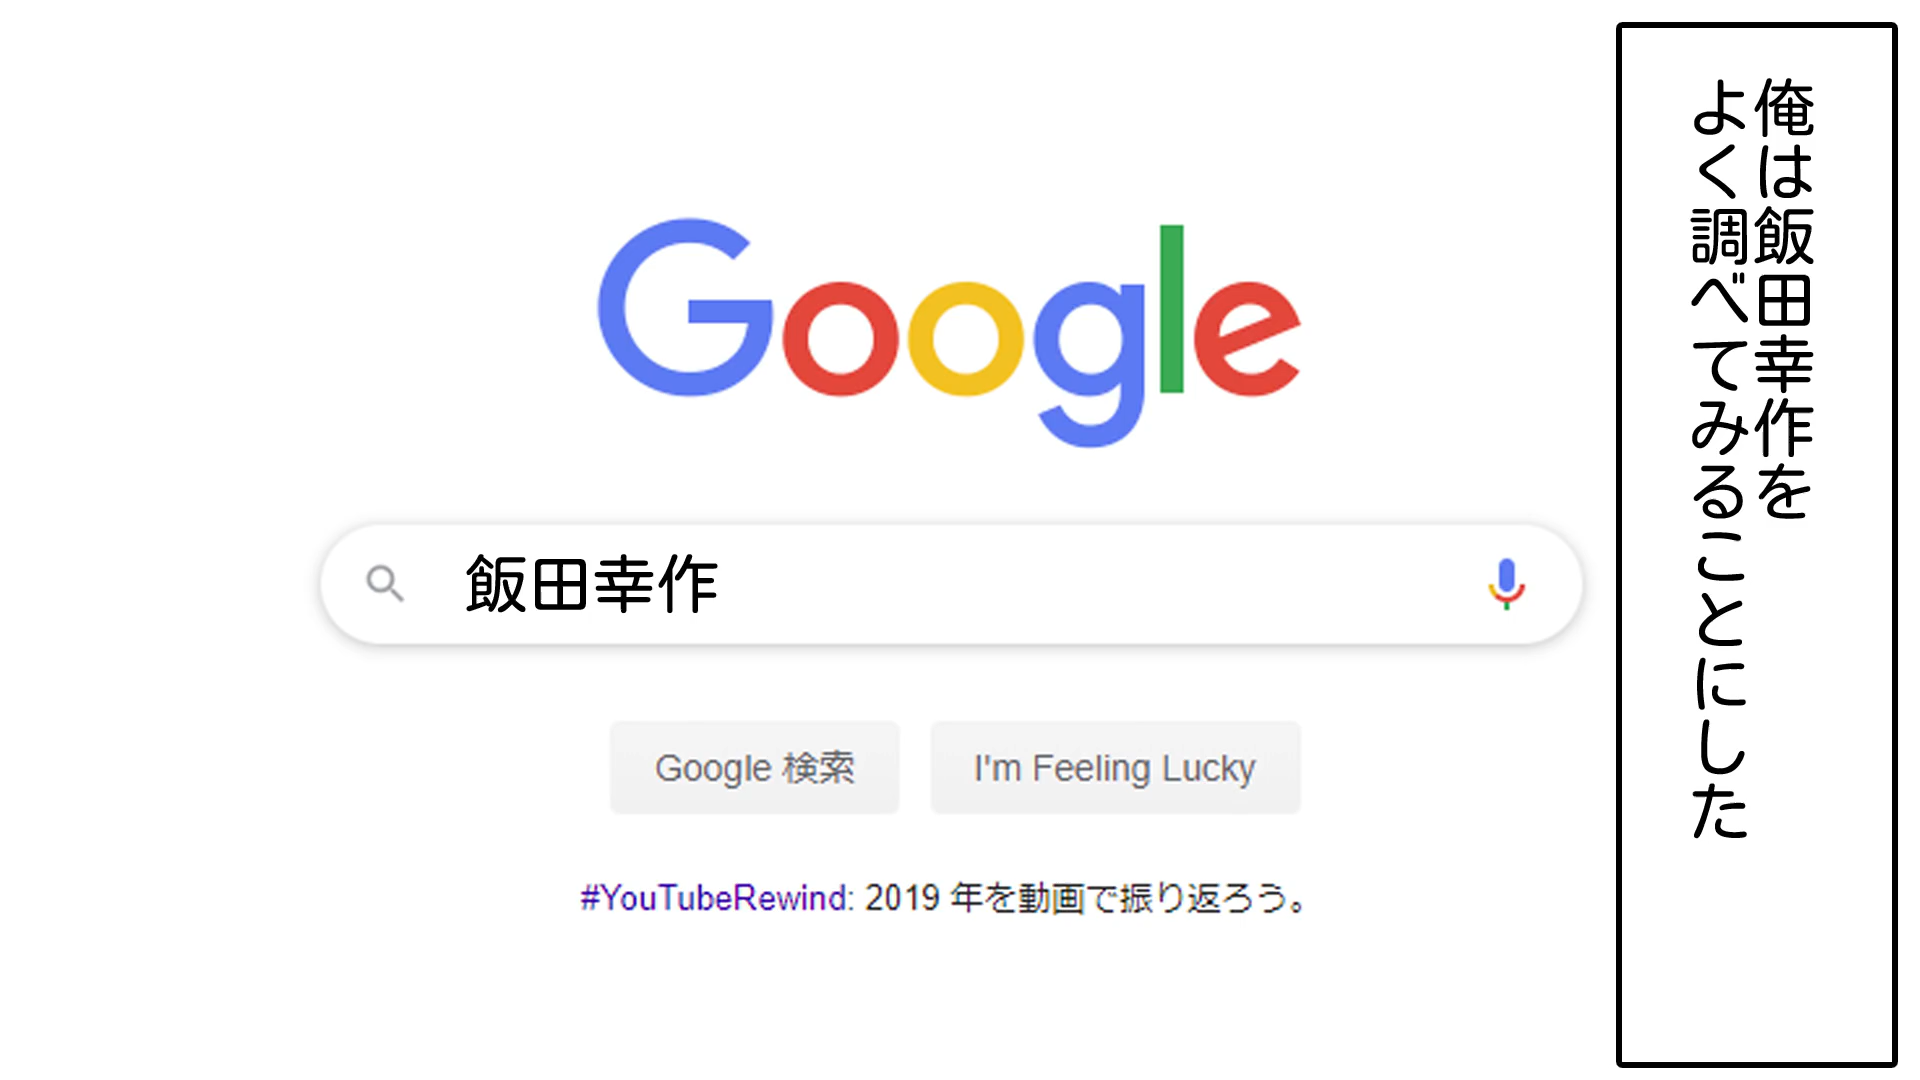 俺は飯田幸作を
よく調べてみることにした
Google
飯田幸作
Google 検索
I'm Feeling Lucky
#YouTubeRewind: 2019 年を動画で振り返ろう。